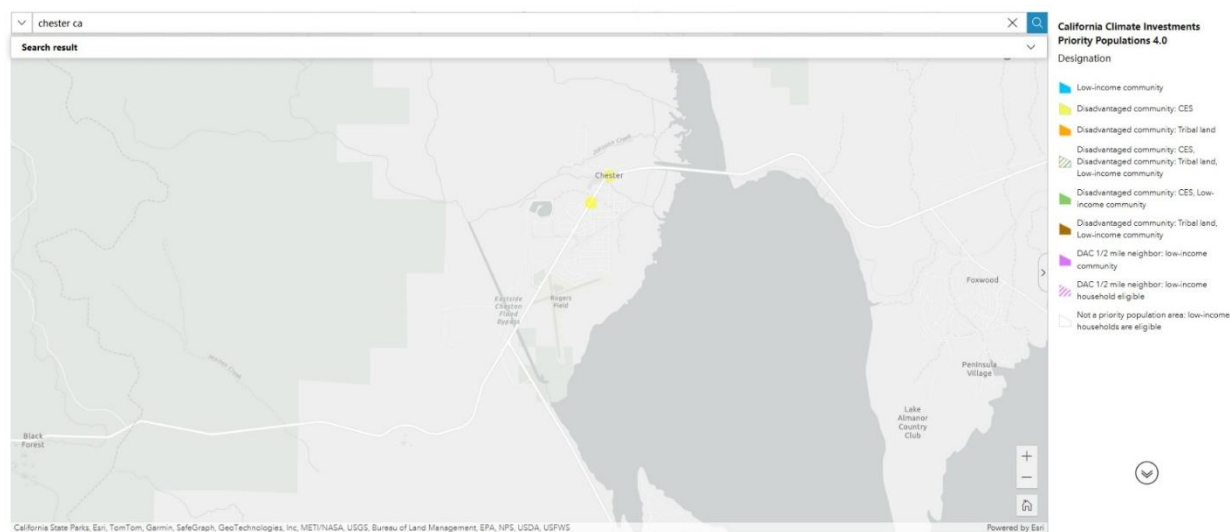 chester ca
Search result
California Climate Investments
Priority Populations 4.0
Designation
Low-income community
Disadvantaged community: CES
Disadvantaged community: Tribal land
Disadvantaged community: CES,
Disadvantaged community: Tribal land,
Low-income community
Disadvantaged community: CES, Low-
income community
Disadvantaged community: Tribal land,
Low-income community
DAC 1/2 mile neighbor: low-income
community
DAC 1/2 mile neighbor: low-income
household eligible
Not a priority population area: low-income
households are eligible
Johnson Creek
Chester
Eastside
Chester
Flood
Bypass
Rogers
Field
Foxwood
Peninsula
Village
Lake
Almanor
Country
Club
Black
Forest
California State Parks, Esri, TomTom, Garmin, SafeGraph, GeoTechnologies, Inc, METI/NASA, USGS, Bureau of Land Management, EPA, NPS, USDA, USFWS
Powered by Esri